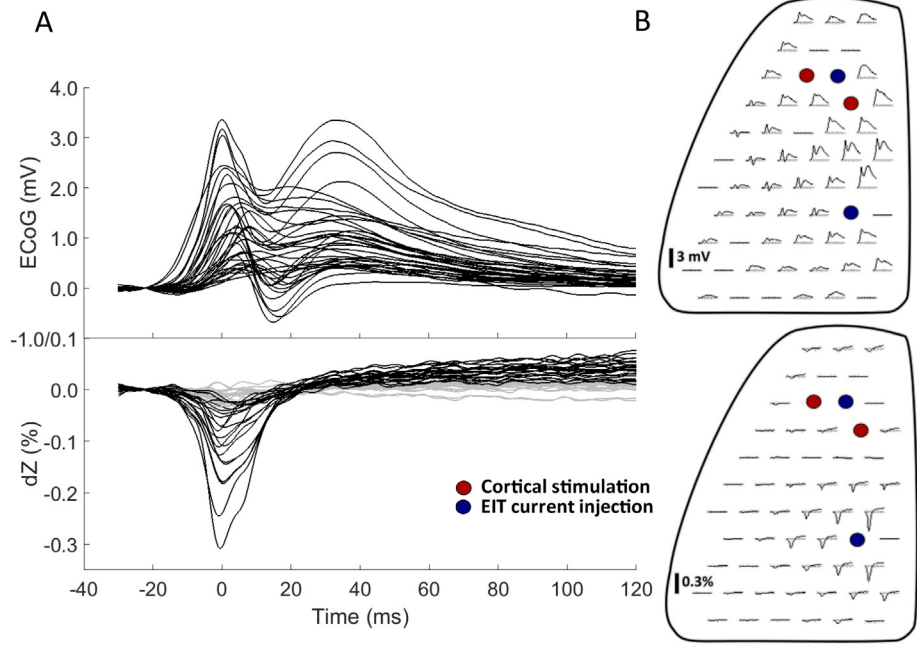 A
B
4.0
3.0
2.0
1.0
0.0
-1.0/0.1
ECoG (mV)
0.0
-0.1
-0.2
-0.3
dZ (%)
-40
-20
0
20
40
60
80
100
120
Time (ms)
Cortical stimulation
EIT current injection
3 mV
0.3%